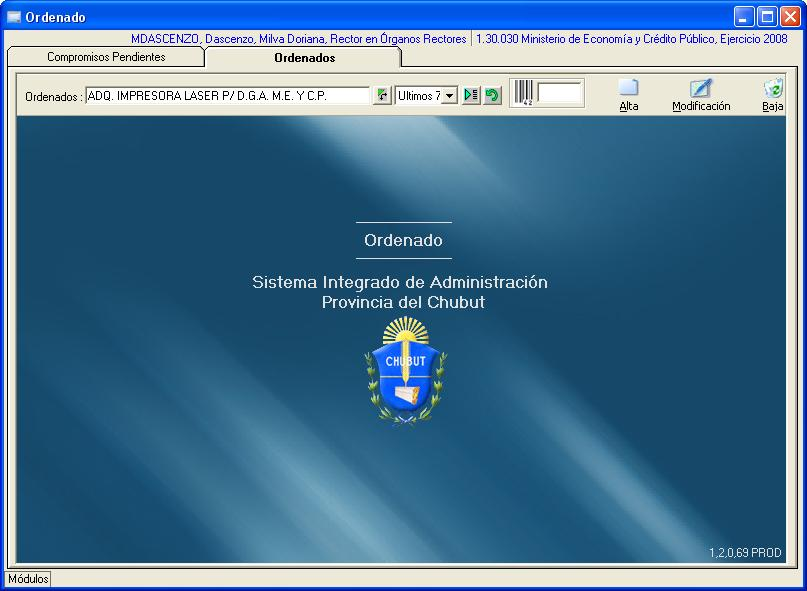 Ordenado
MDASCENZO, Dascenzo, Milva Doriana, Rector en Órganos Rectores 1.30.030 Ministerio de Economía y Crédito Público, Ejercicio 2008
Compromisos Pendientes Ordenados
Ordenados : ADQ. IMPRESORA LASER P/ D.G.A. M.E. Y C.P. Ultimos 7 42 Alta Modificación Baja
Ordenado
Sistema Integrado de Administración
Provincia del Chubut
CHUBUT
1,2,0,69 PROD
Módulos